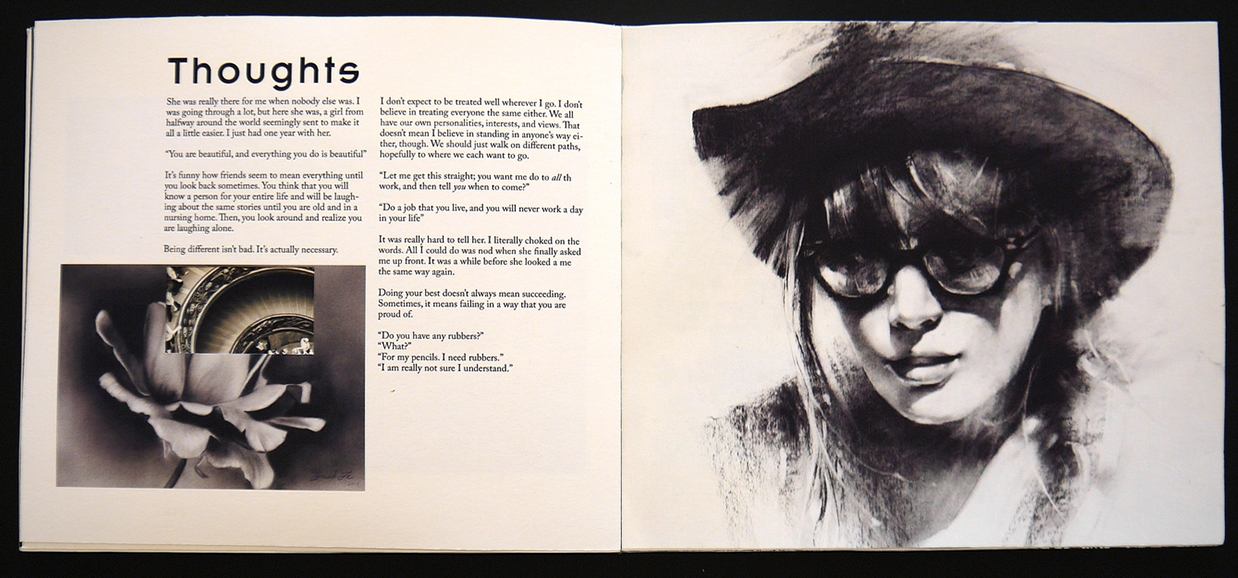 Thoughts
She was really there for me when nobody else was. I
was going through a lot, but here she was, a girl from
halfway around the world seemingly sent to make it
all a little easier. I just had one year with her.
“You are beautiful, and everything you do is beautiful”
It's funny how friends seem to mean everything until
you look back sometimes. You think that you will
know a person for your entire life and will be laugh-
ing about the same stories until you are old and in a
nursing home. Then, you look around and realize you
are laughing alone.
Being different isn't bad. It's actually necessary.
I don't expect to be treated well wherever I go. I don't
believe in treating everyone the same either. We all
have our own personalities, interests, and views. That
doesn't mean I believe in standing in anyone's way ei-
ther, though. We should just walk on different paths,
hopefully to where we each want to go.
“Let me get this straight; you want me do to all th
work, and then tell you when to come?”
“Do a job that you live, and you will never work a day
in your life”
It was really hard to tell her. I literally choked on the
words. All I could do was nod when she finally asked
me up front. It was a while before she looked a me
the same way again.
Doing your best doesn't always mean succeeding.
Sometimes, it means failing in a way that you are
proud of.
“Do you have any rubbers?”
“What?”
“For my pencils. I need rubbers.”
“I am really not sure I understand.”